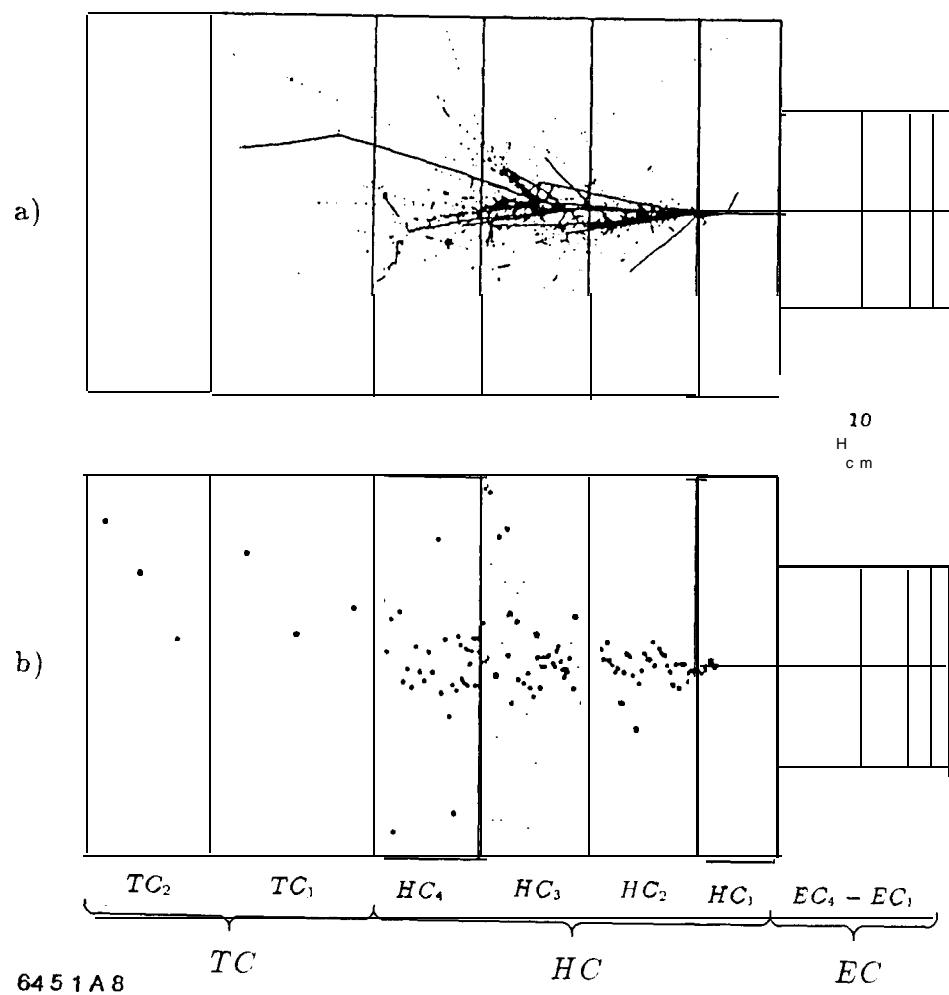 a)
10
H
cm
b)
TC₂ TC₁ HC₄ HC₃ HC₂ HC₁ EC₄ – EC₁
TC HC EC
6451A8